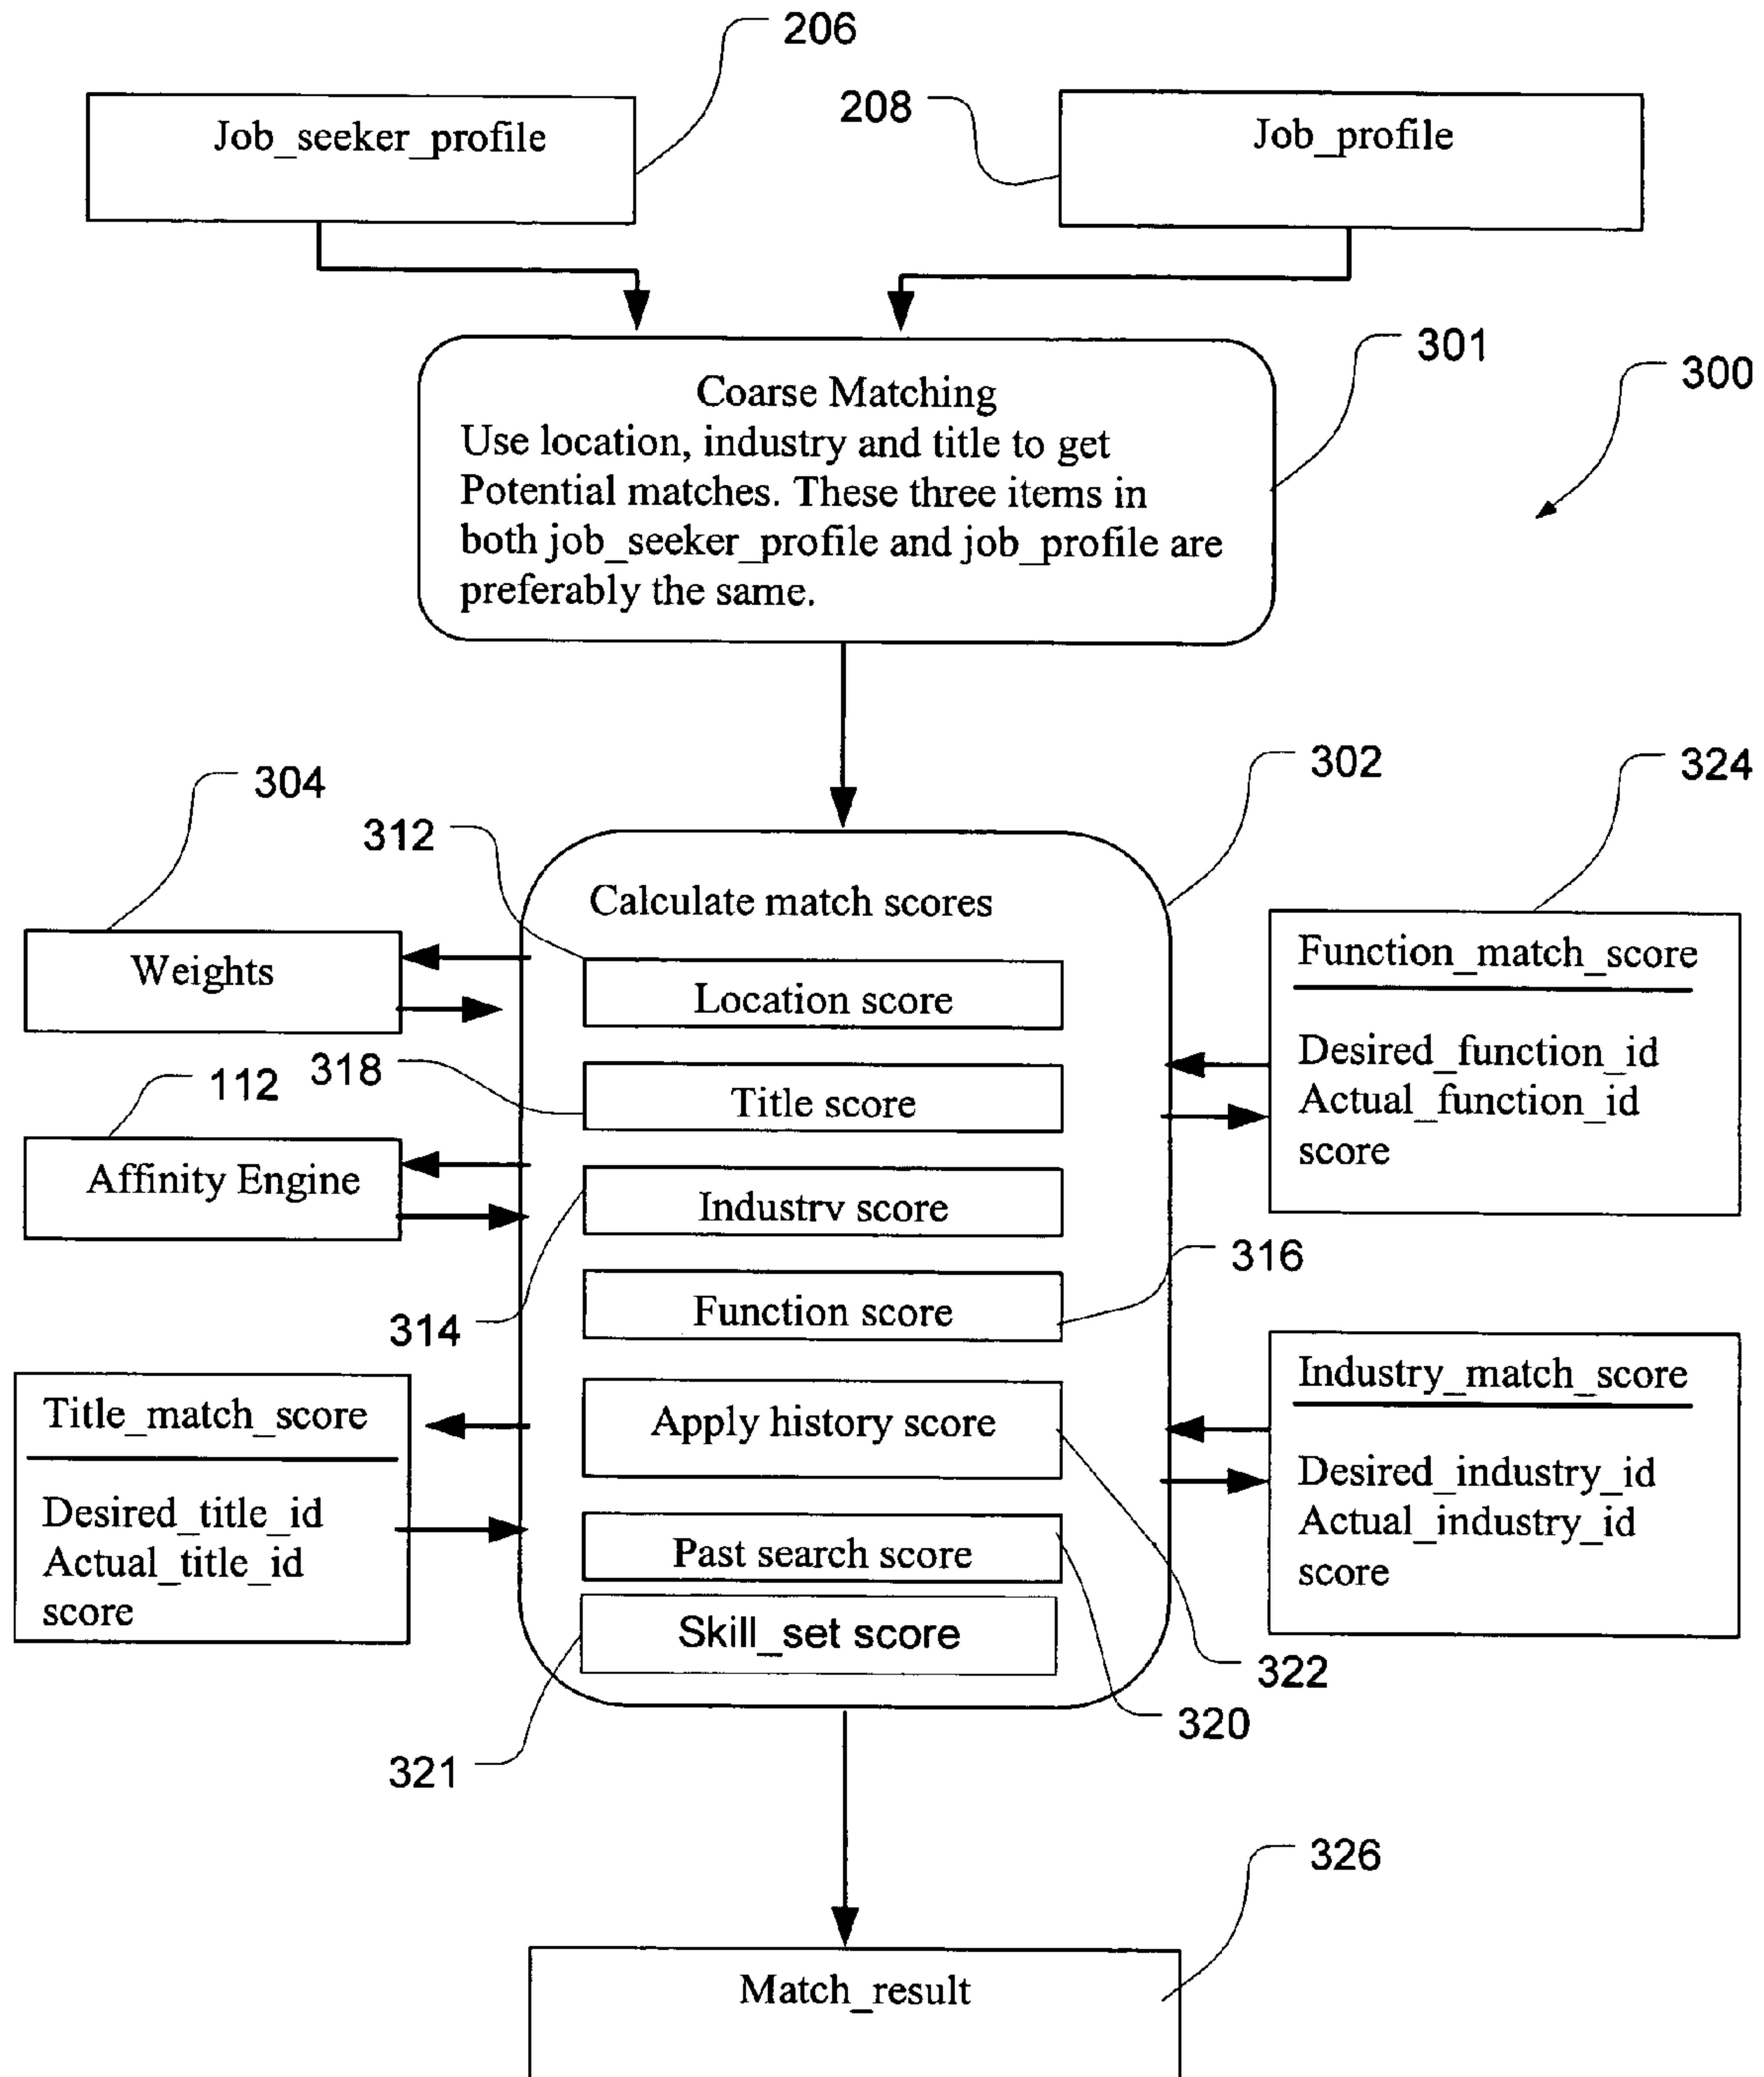 206
208
Job_seeker_profile
Job_profile
301
300
Coarse Matching
Use location, industry and title to get
Potential matches. These three items in
both job_seeker_profile and job_profile are
preferably the same.
302
324
304
312
Calculate match scores
Weights
Location score
Function_match_score
Desired_function_id
Actual_function_id
score
112
318
Title score
Affinity Engine
Industrv score
316
Function score
314
Industry_match_score
Title_match_score
Apply history score
Desired_industry_id
Actual_industry_id
score
Desired_title_id
Actual_title_id
score
Past search score
Skill_set score
322
320
321
326
Match_result